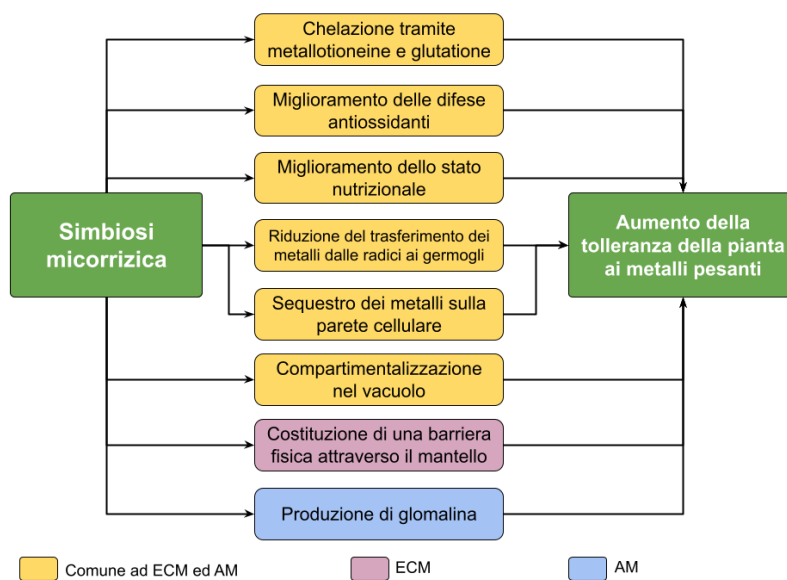 Chelazione tramite
metallotioneine e glutatione
Miglioramento delle difese
antiossidanti
Miglioramento dello stato
nutrizionale
Simbiosi
micorrizica
Riduzione del trasferimento dei
metalli dalle radici ai germogli
Aumento della
tolleranza della pianta
ai metalli pesanti
Sequestro dei metalli sulla
parete cellulare
Compartimentalizzazione
nel vacuolo
Costituzione di una barriera
fisica attraverso il mantello
Produzione di glomalina
Comune ad ECM ed AM
ECM
AM